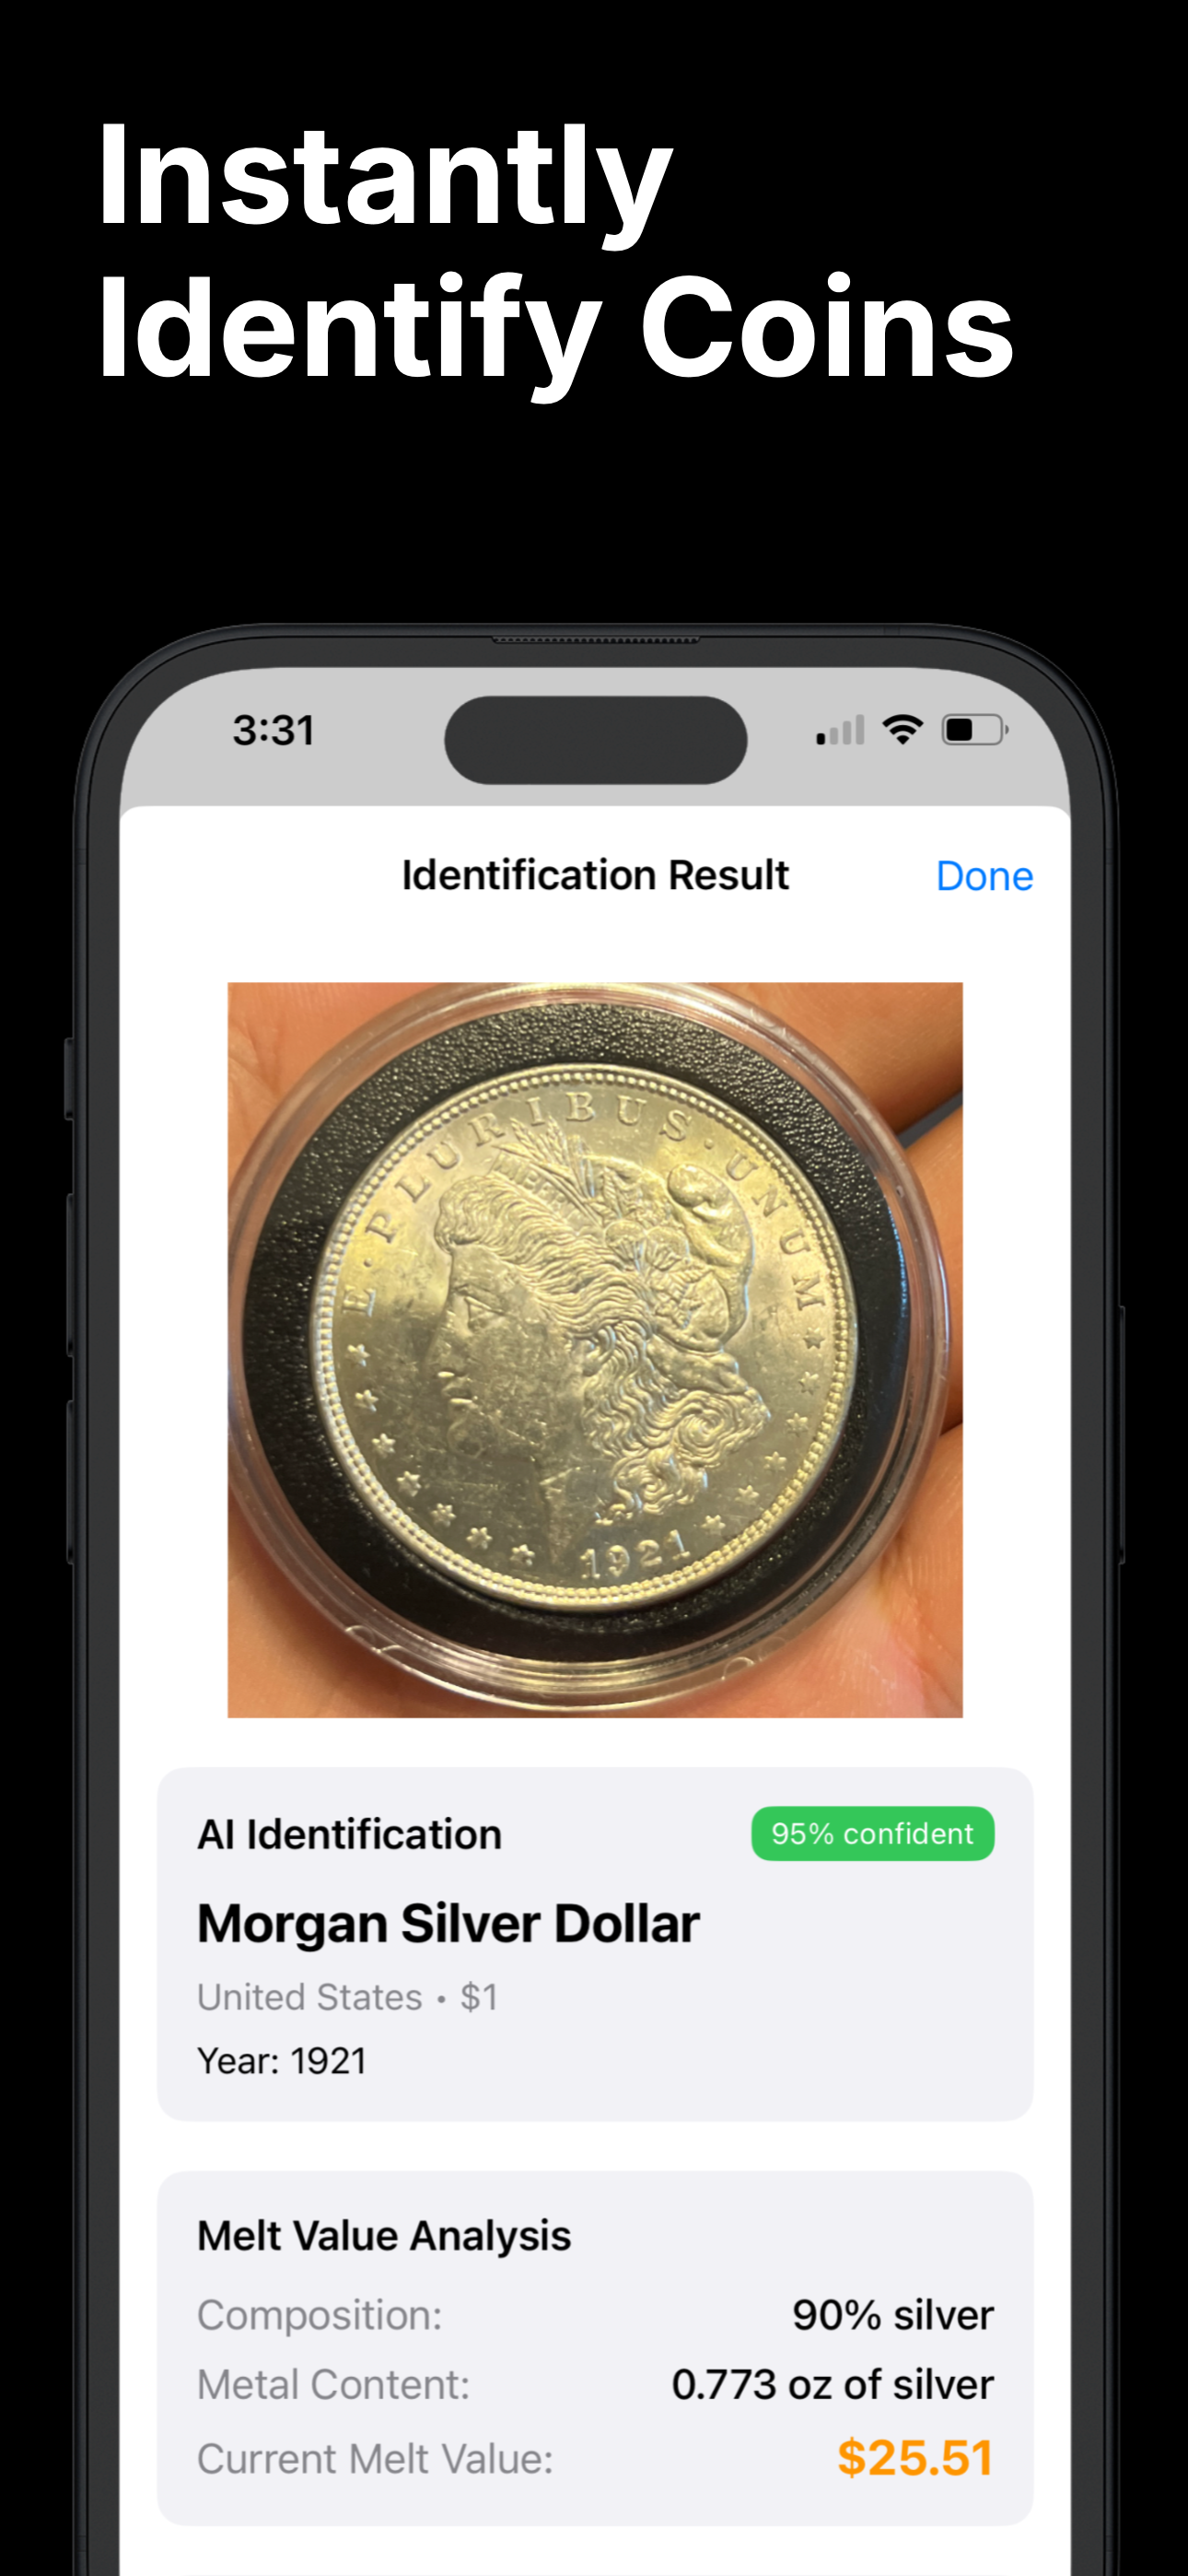 Instantly
Identify Coins
3:31
Identification Result
Done
E · PLURIBUS · UNUM
1921
AI Identification
95% confident
Morgan Silver Dollar
United States • $1
Year: 1921
Melt Value Analysis
Composition: 90% silver
Metal Content: 0.773 oz of silver
Current Melt Value: $25.51